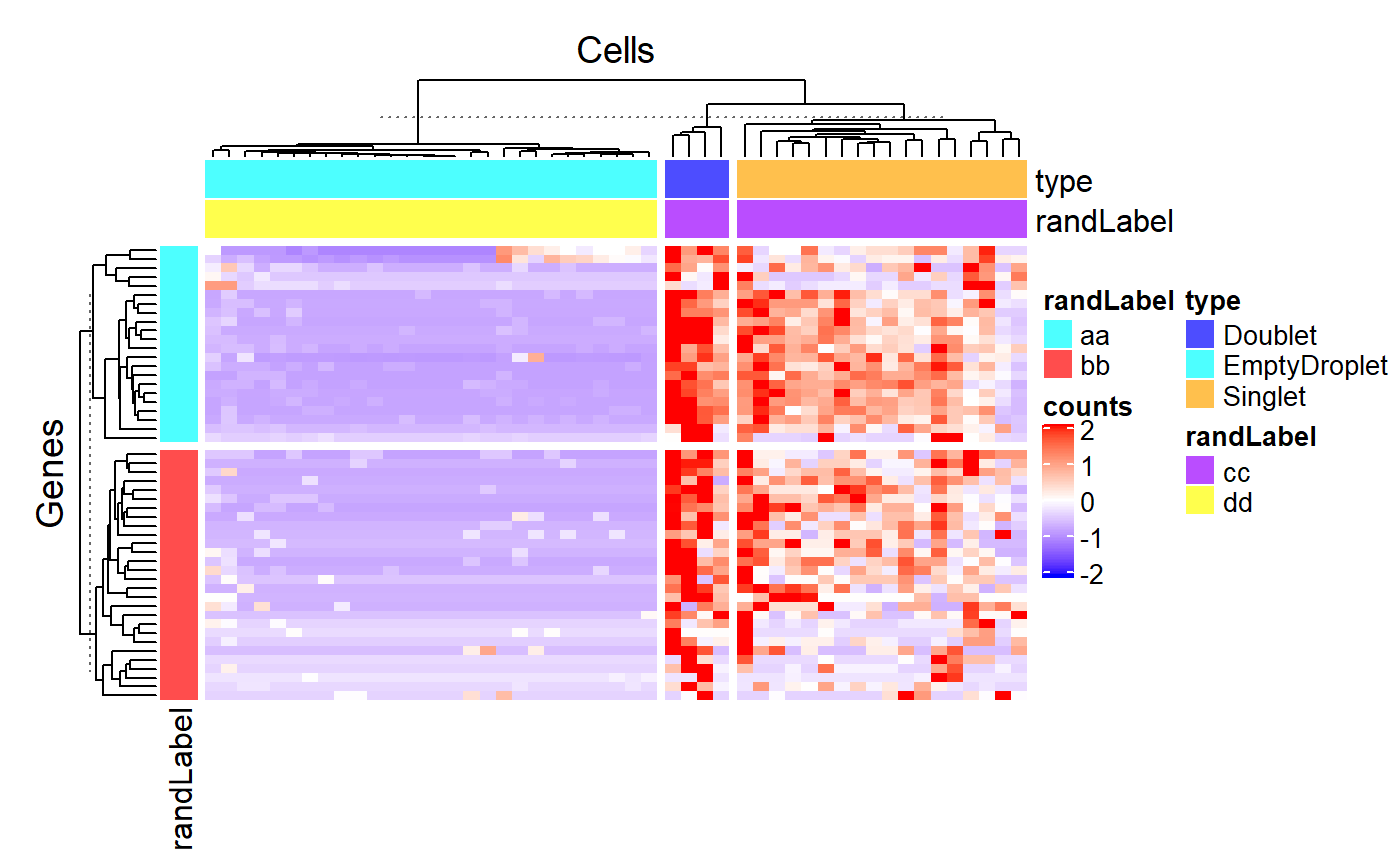 Cells
type
randLabel
Genes
randLabel
randLabel
aa
bb
counts
2
1
0
-1
-2
type
Doublet
EmptyDroplet
Singlet
randLabel
cc
dd